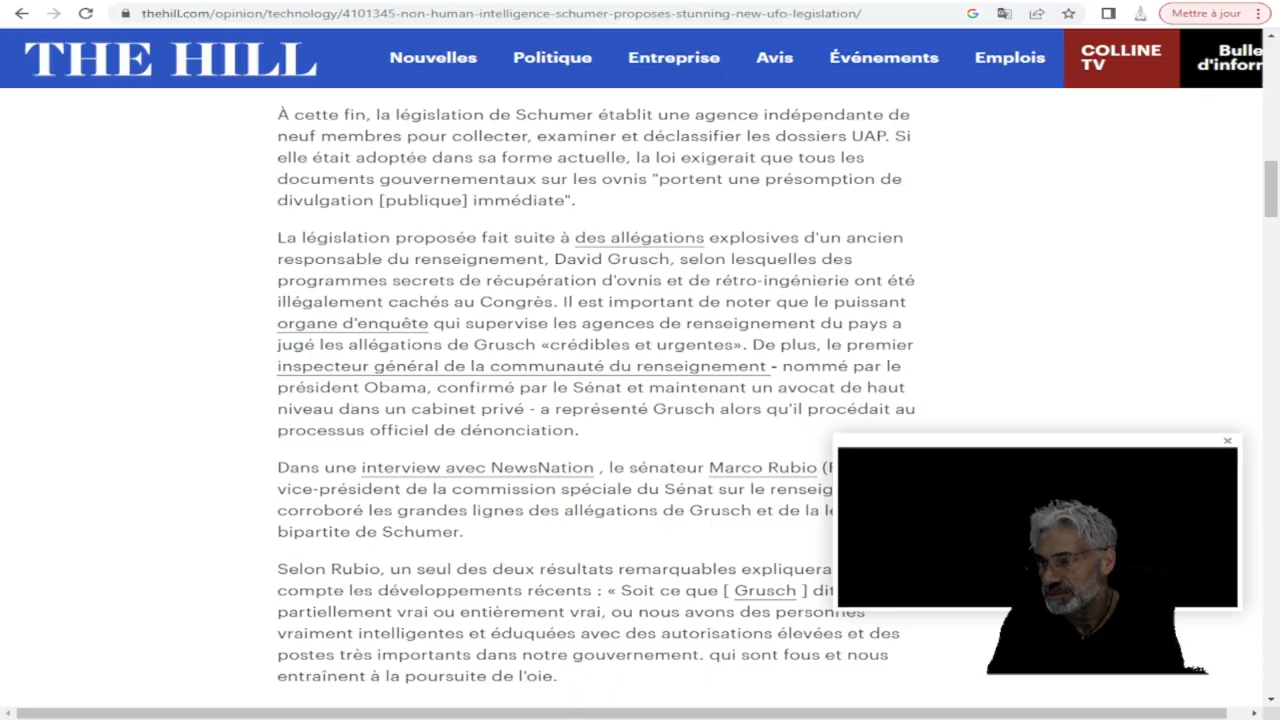 thehill.com/opinion/technology/4101345-non-human-intelligence-schumer-proposes-stunning-new-ufo-legislation/
Mettre à jour
THE HILL
Nouvelles
Politique
Entreprise
Avis
Événements
Emplois
COLLINE
TV
Bulle
d'inforr
À cette fin, la législation de Schumer établit une agence indépendante de
neuf membres pour collecter, examiner et déclassifier les dossiers UAP. Si
elle était adoptée dans sa forme actuelle, la loi exigerait que tous les
documents gouvernementaux sur les ovnis "portent une présomption de
divulgation [publique] immédiate".
La législation proposée fait suite à des allégations explosives d'un ancien
responsable du renseignement, David Grusch, selon lesquelles des
programmes secrets de récupération d'ovnis et de rétro-ingénierie ont été
illégalement cachés au Congrès. Il est important de noter que le puissant
organe d'enquête qui supervise les agences de renseignement du pays a
jugé les allégations de Grusch «crédibles et urgentes». De plus, le premier
inspecteur général de la communauté du renseignement - nommé par le
président Obama, confirmé par le Sénat et maintenant un avocat de haut
niveau dans un cabinet privé - a représenté Grusch alors qu'il procédait au
processus officiel de dénonciation.
Dans une interview avec NewsNation , le sénateur Marco Rubio
vice-président de la commission spéciale du Sénat sur le renseig
corroboré les grandes lignes des allégations de Grusch et de la
bipartite de Schumer.
Selon Rubio, un seul des deux résultats remarquables expliquera
compte les développements récents : « Soit ce que [ Grusch ] dit
partiellement vrai ou entièrement vrai, ou nous avons des personnes
vraiment intelligentes et éduquées avec des autorisations élevées et des
postes très importants dans notre gouvernement. qui sont fous et nous
entraînent à la poursuite de l'oie.